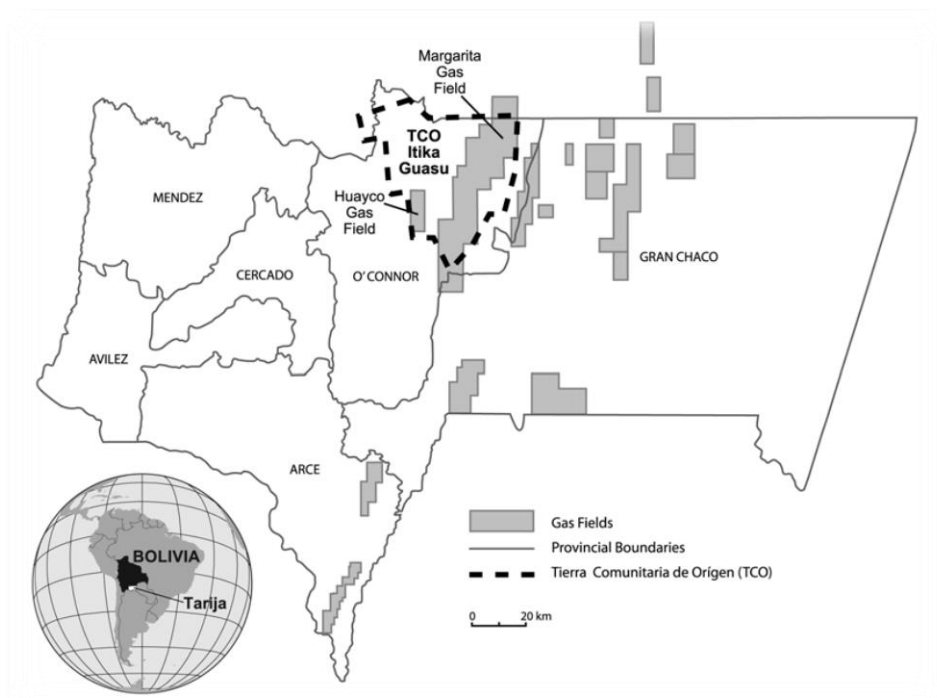 Margarita
Gas
Field
TCO
Itika
Guasu
Huayco
Gas
Field
MENDEZ
CERCADO
O'CONNOR
GRAN CHACO
AVILEZ
ARCE
BOLIVIA
Tarija
Gas Fields
Provincial Boundaries
Tierra Comunitaria de Orígen (TCO)
0 20 km